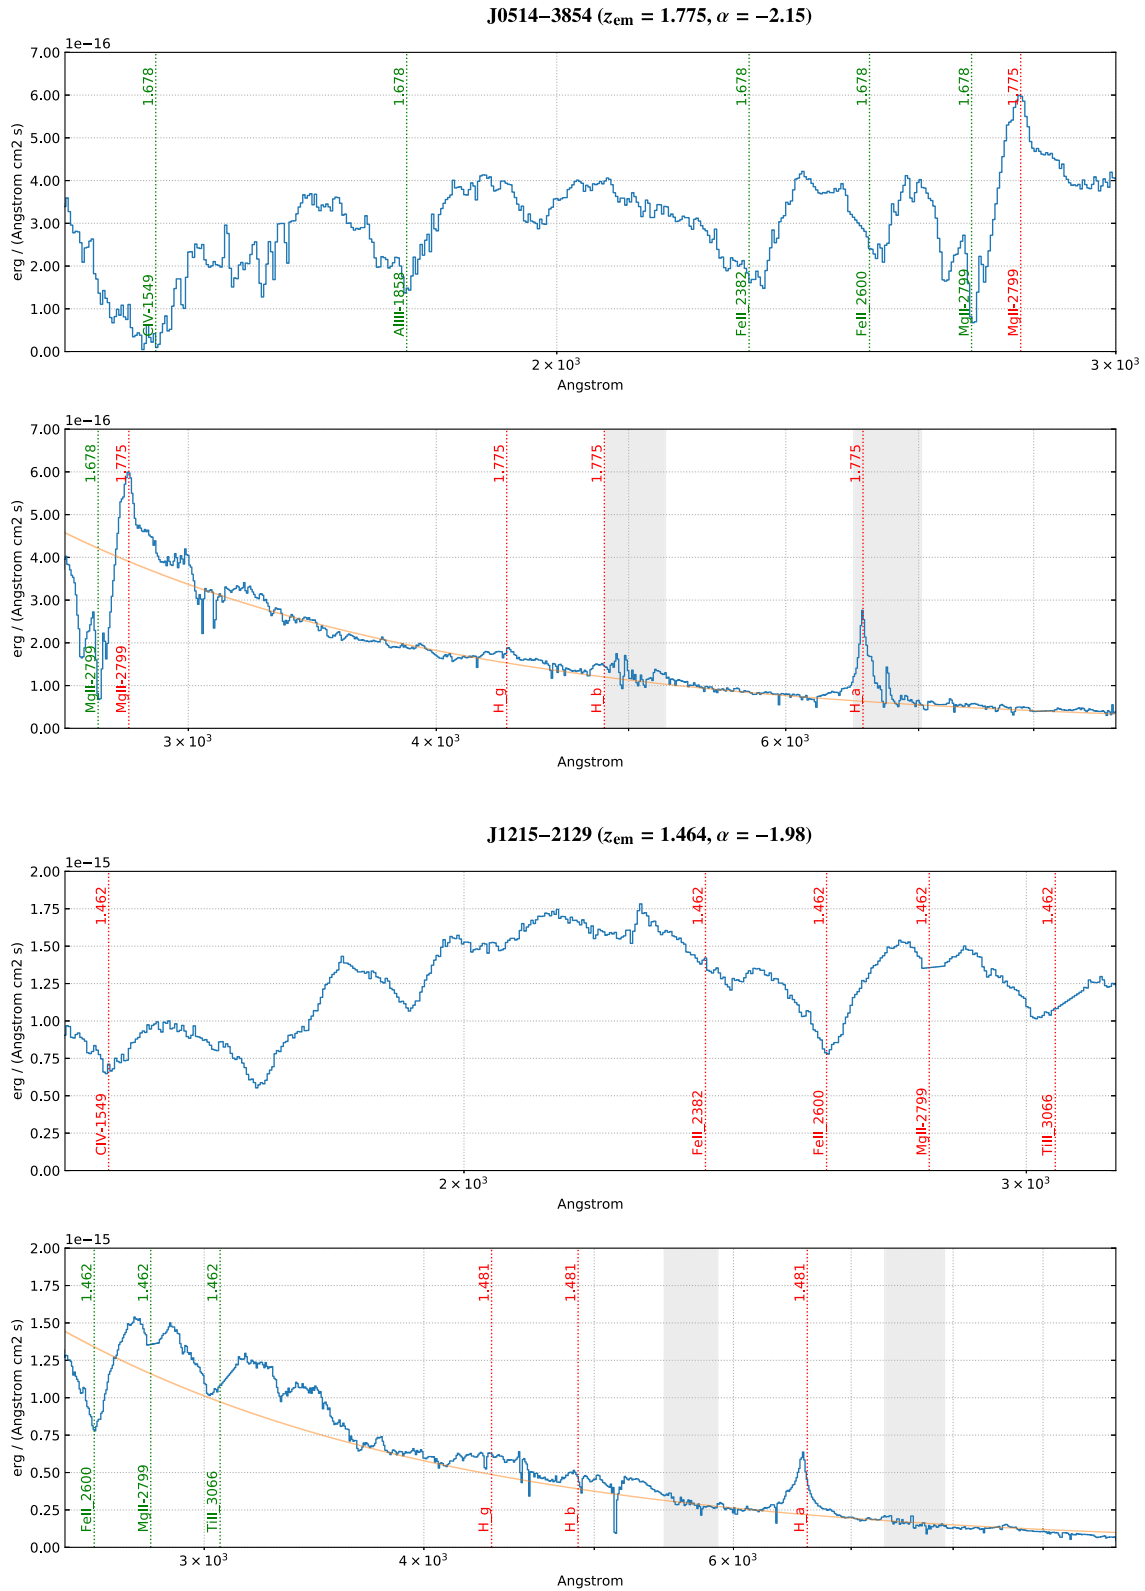 J0514−3854 (z_em = 1.775, α = −2.15)
1e−16
7.00
6.00
5.00
4.00
3.00
2.00
1.00
0.00
erg / (Angstrom cm2 s)
1.678
1.678
1.678
1.678
1.678
1.775
CIV-1549
AlIII-1858
FeII_2382
FeII_2600
MgII-2799
MgII-2799
2 × 10³
3 × 10³
Angstrom
1e−16
7.00
6.00
5.00
4.00
3.00
2.00
1.00
0.00
erg / (Angstrom cm2 s)
1.678
1.775
1.775
1.775
1.775
MgII-2799
MgII-2799
H_g
H_b
H_a
3 × 10³
4 × 10³
6 × 10³
Angstrom
J1215−2129 (z_em = 1.464, α = −1.98)
1e−15
2.00
1.75
1.50
1.25
1.00
0.75
0.50
0.25
0.00
erg / (Angstrom cm2 s)
1.462
1.462
1.462
1.462
1.462
CIV-1549
FeII_2382
FeII_2600
MgII-2799
TiII_3066
2 × 10³
3 × 10³
Angstrom
1e−15
2.00
1.75
1.50
1.25
1.00
0.75
0.50
0.25
0.00
erg / (Angstrom cm2 s)
1.462
1.462
1.462
1.481
1.481
1.481
FeII_2600
MgII-2799
TiII_3066
H_g
H_b
H_a
3 × 10³
4 × 10³
6 × 10³
Angstrom